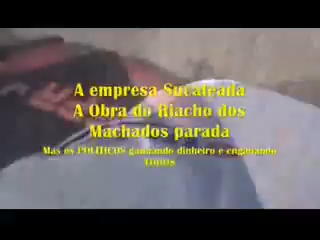 A empresa Sucateada
A Obra do Riacho dos
Machados parada
Mas os POLITICOS ganhando dinheiro e enganando
TODOS